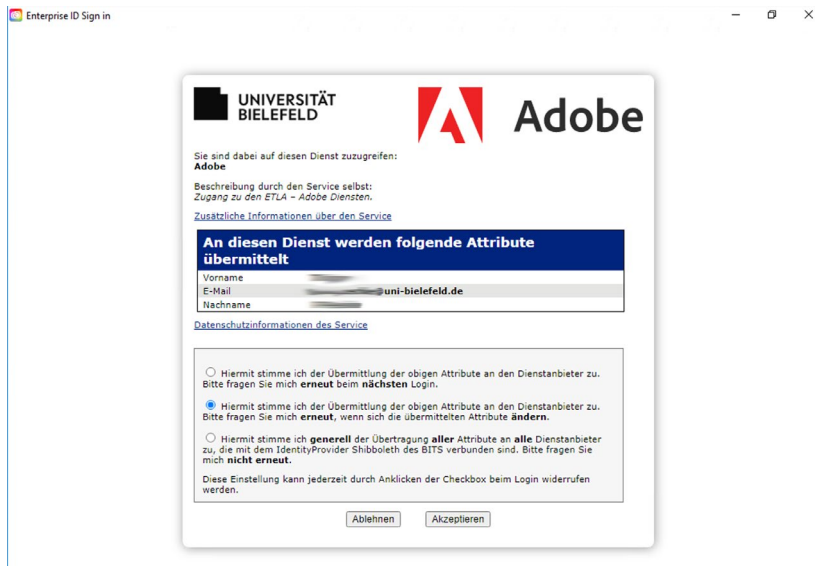 Enterprise ID Sign in
UNIVERSITÄT
BIELEFELD
Adobe
Sie sind dabei auf diesen Dienst zuzugreifen:
Adobe
Beschreibung durch den Service selbst:
Zugang zu den ETLA – Adobe Diensten.
Zusätzliche Informationen über den Service
An diesen Dienst werden folgende Attribute
übermittelt
Vorname
E-Mail @uni-bielefeld.de
Nachname
Datenschutzinformationen des Service
Hiermit stimme ich der Übermittlung der obigen Attribute an den Dienstanbieter zu.
Bitte fragen Sie mich erneut beim nächsten Login.
Hiermit stimme ich der Übermittlung der obigen Attribute an den Dienstanbieter zu.
Bitte fragen Sie mich erneut, wenn sich die übermittelten Attribute ändern.
Hiermit stimme ich generell der Übertragung aller Attribute an alle Dienstanbieter
zu, die mit dem IdentityProvider Shibboleth des BITS verbunden sind. Bitte fragen Sie
mich nicht erneut.
Diese Einstellung kann jederzeit durch Anklicken der Checkbox beim Login widerrufen
werden.
Ablehnen Akzeptieren